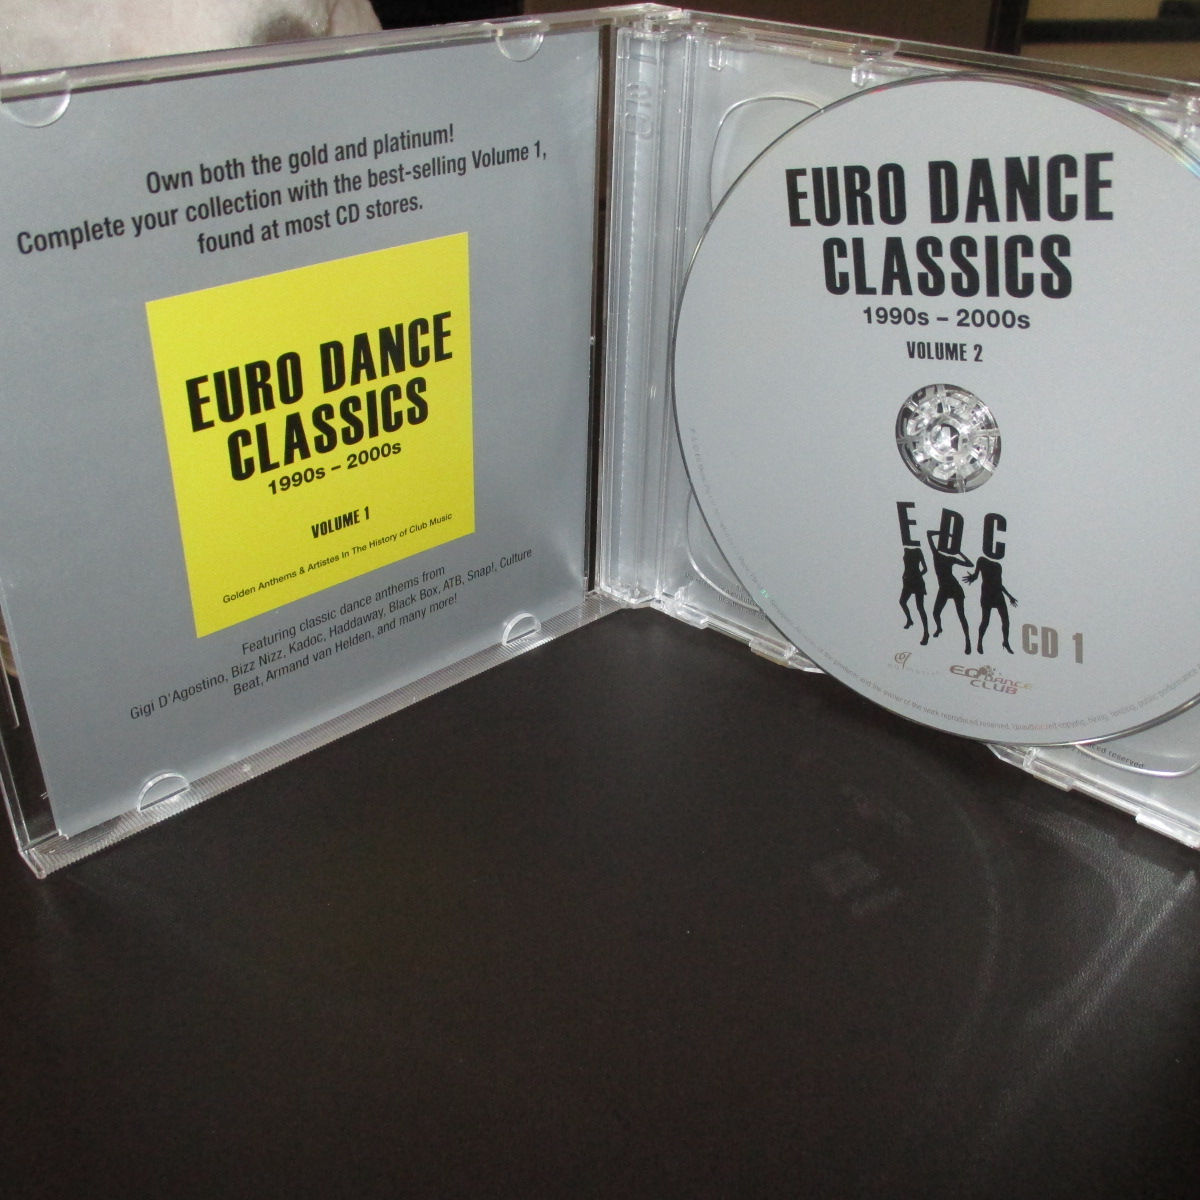 Own both the gold and platinum!
Complete your collection with the best-selling Volume 1,
found at most CD stores.
EURO DANCE
CLASSICS
1990s – 2000s
VOLUME 1
Golden Anthems & Artistes In The History of Club Music
Featuring classic dance anthems from
Gigi D'Agostino, Bizz Nizz, Kadoc, Haddaway, Black Box, ATB, Snap!, Culture
Beat, Armand van Helden, and many more!
EURO DANCE
CLASSICS
1990s – 2000s
VOLUME 2
EDC
CD 1
DANCE
CLUB